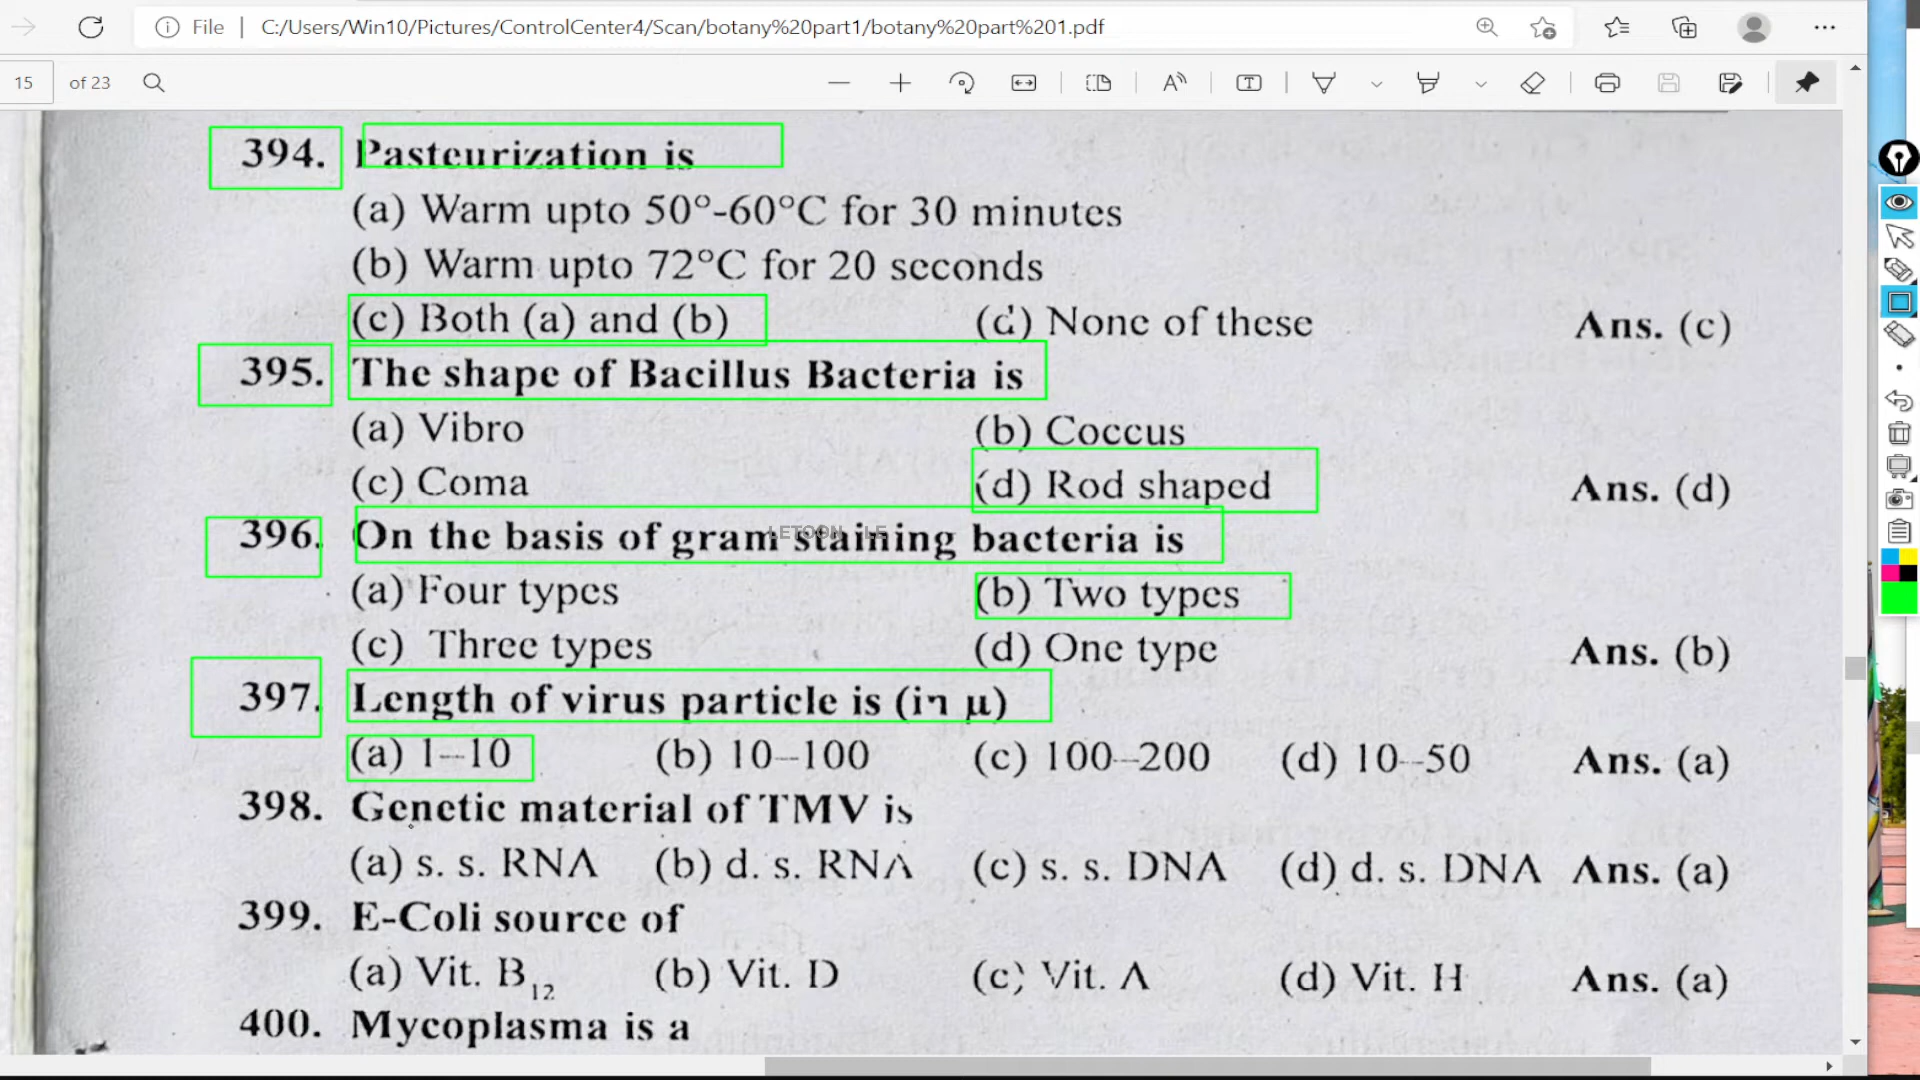 File | C:/Users/Win10/Pictures/ControlCenter4/Scan/botany%20part1/botany%20part%201.pdf
15 of 23
394. Pasteurization is
(a) Warm upto 50°-60°C for 30 minutes
(b) Warm upto 72°C for 20 seconds
(c) Both (a) and (b) (d) None of these Ans. (c)
395. The shape of Bacillus Bacteria is
(a) Vibro (b) Coccus
(c) Coma (d) Rod shaped Ans. (d)
396. On the basis of gram staining bacteria is
(a) Four types (b) Two types
(c) Three types (d) One type Ans. (b)
397. Length of virus particle is (in μ)
(a) 1–10 (b) 10–100 (c) 100–200 (d) 10–50 Ans. (a)
398. Genetic material of TMV is
(a) s. s. RNA (b) d. s. RNA (c) s. s. DNA (d) d. s. DNA Ans. (a)
399. E-Coli source of
(a) Vit. B12 (b) Vit. D (c) Vit. A (d) Vit. H Ans. (a)
400. Mycoplasma is a